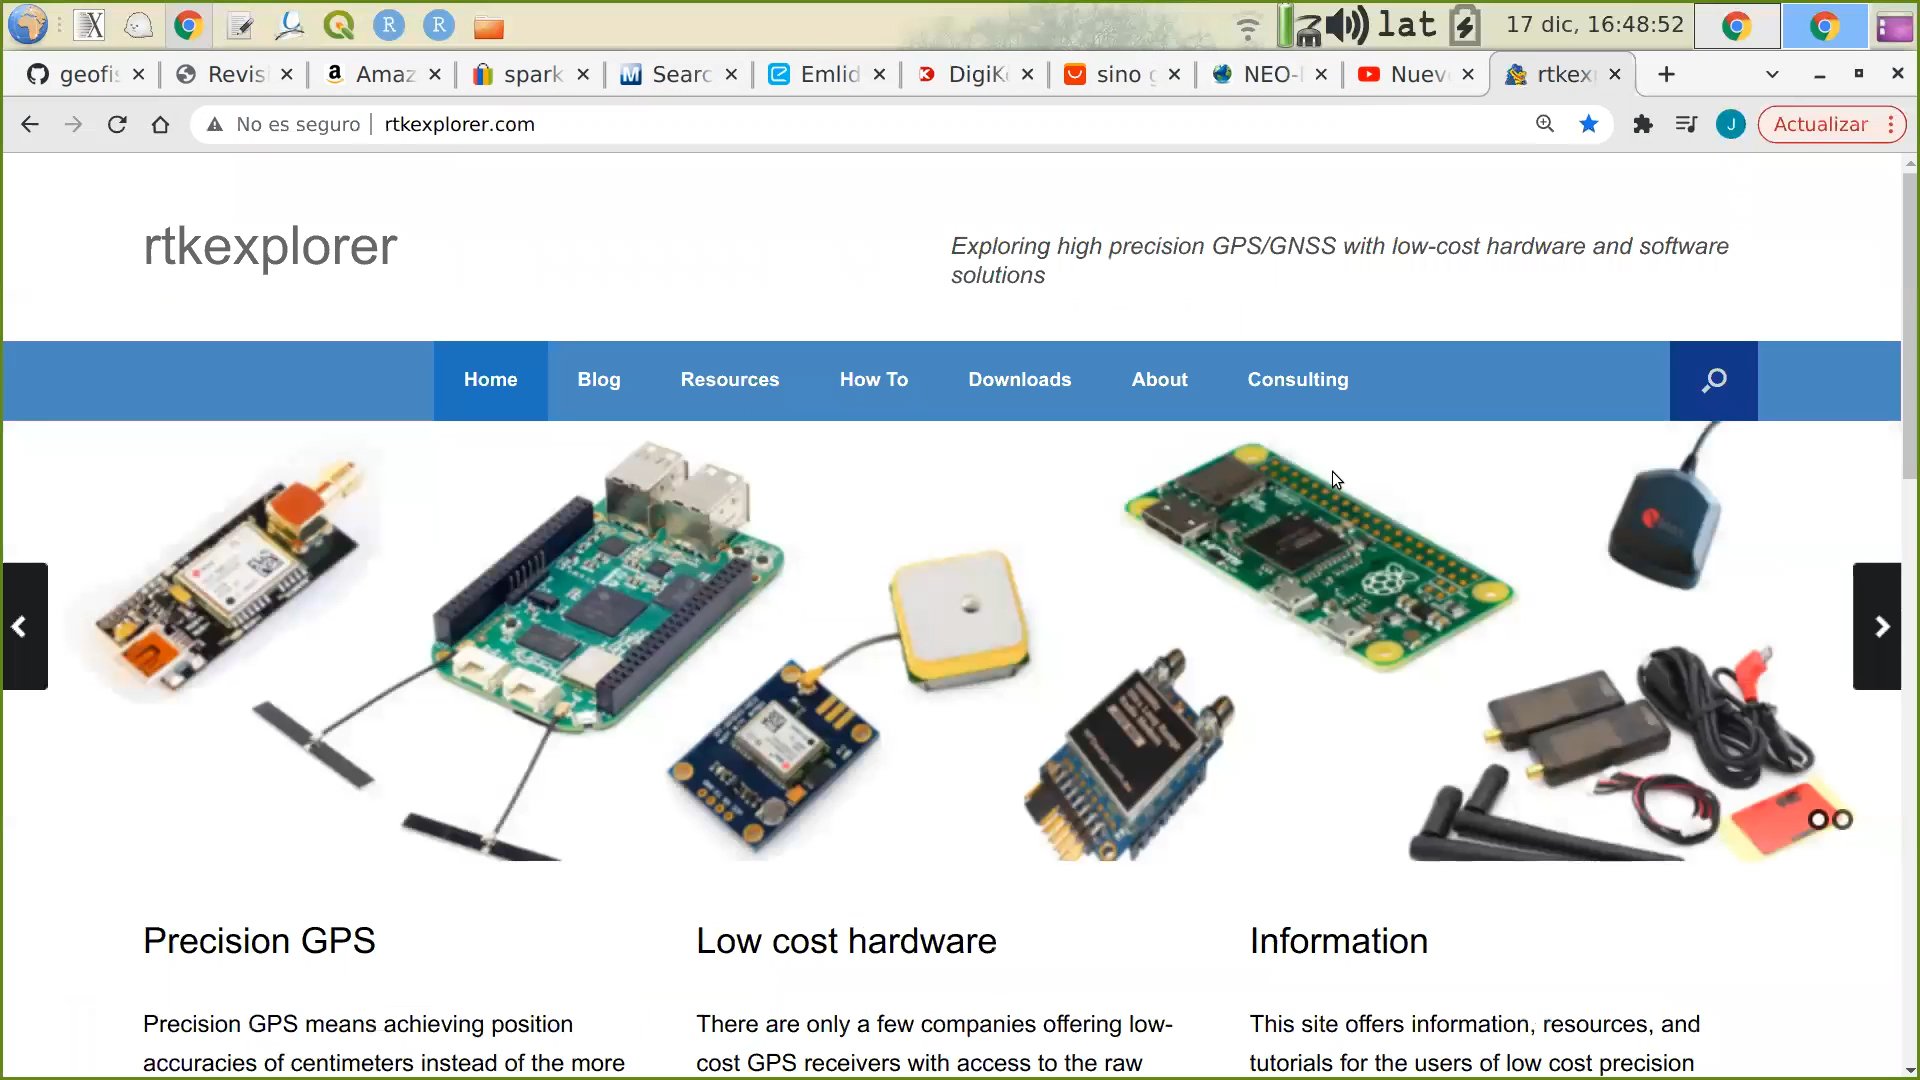 lat
17 dic, 16:48:52
geofis
Revis
Amaz
spark
Searc
Emlid
DigiK
sino g
NEO-
Nuev
rtkex
No es seguro
rtkexplorer.com
J
Actualizar
rtkexplorer
Exploring high precision GPS/GNSS with low-cost hardware and software
solutions
Home
Blog
Resources
How To
Downloads
About
Consulting
Precision GPS
Low cost hardware
Information
Precision GPS means achieving position
accuracies of centimeters instead of the more
There are only a few companies offering low-
cost GPS receivers with access to the raw
This site offers information, resources, and
tutorials for the users of low cost precision